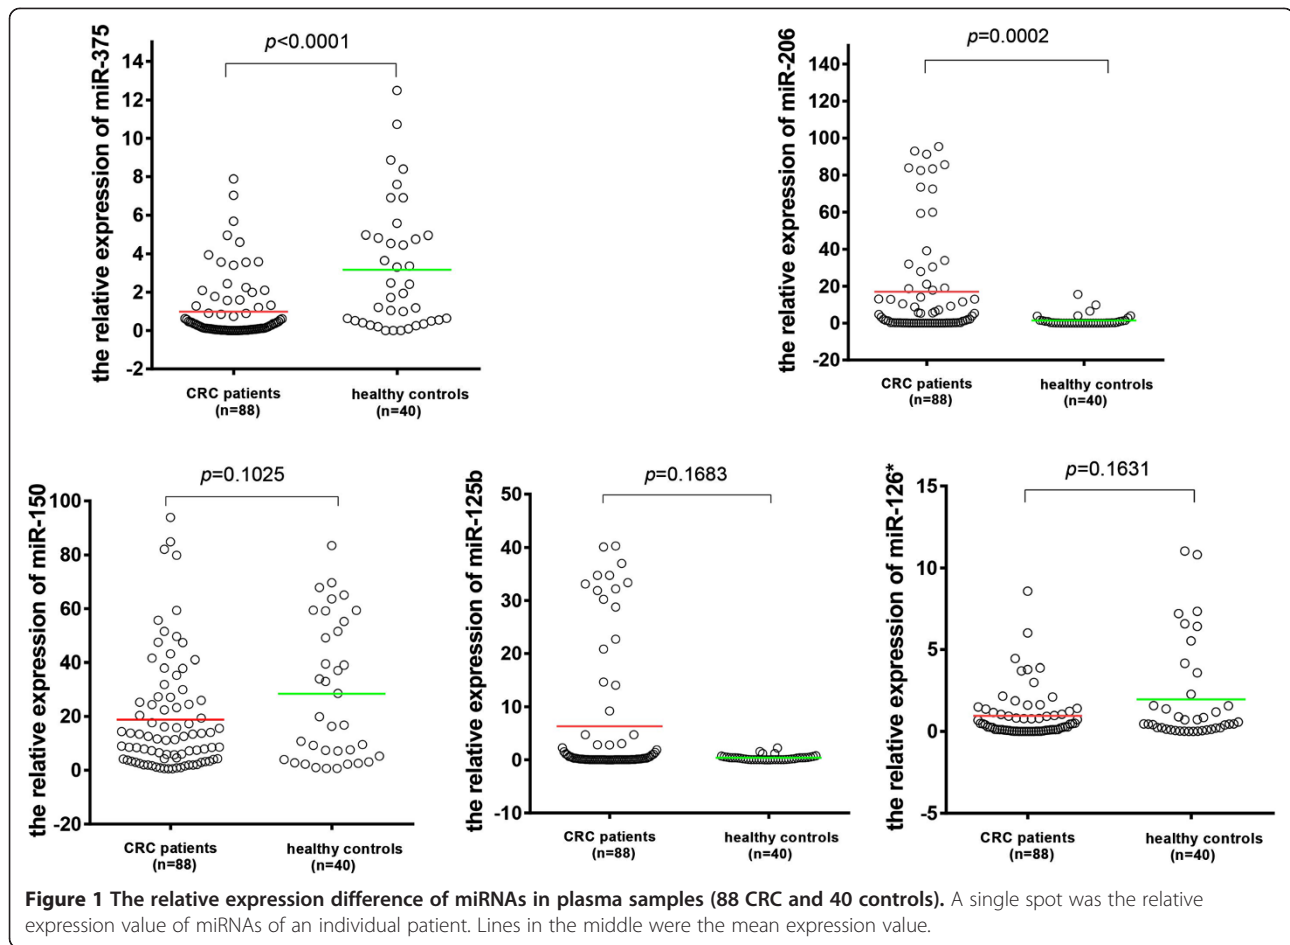 the relative expression of miR-375
14
12
10
8
6
4
2
0
-2
p<0.0001
CRC patients
(n=88)
healthy controls
(n=40)
the relative expression of miR-206
140
120
100
80
60
40
20
0
-20
p=0.0002
CRC patients
(n=88)
healthy controls
(n=40)
the relative expression of miR-150
100
80
60
40
20
0
-20
p=0.1025
CRC patients
(n=88)
healthy controls
(n=40)
the relative expression of miR-125b
50
40
30
20
10
0
-10
p=0.1683
CRC patients
(n=88)
healthy controls
(n=40)
the relative expression of miR-126*
15
10
5
0
-5
p=0.1631
CRC patients
(n=88)
healthy controls
(n=40)
Figure 1 The relative expression difference of miRNAs in plasma samples (88 CRC and 40 controls). A single spot was the relative
expression value of miRNAs of an individual patient. Lines in the middle were the mean expression value.